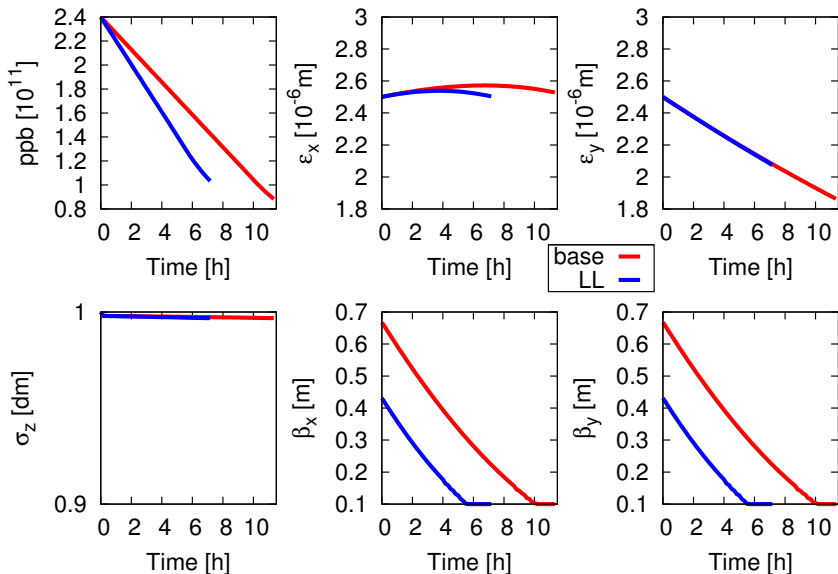 ppb [10^11]
2.4
2.2
2
1.8
1.6
1.4
1.2
1
0.8
0 2 4 6 8 10
Time [h]
ε_x [10^-6m]
3
2.8
2.6
2.4
2.2
2
1.8
0 2 4 6 8 10
Time [h]
ε_y [10^-6m]
3
2.8
2.6
2.4
2.2
2
1.8
0 2 4 6 8 10
Time [h]
base
LL
σ_z [dm]
1
0.9
0 2 4 6 8 10
Time [h]
β_x [m]
0.7
0.6
0.5
0.4
0.3
0.2
0.1
0 2 4 6 8 10
Time [h]
β_y [m]
0.7
0.6
0.5
0.4
0.3
0.2
0.1
0 2 4 6 8 10
Time [h]